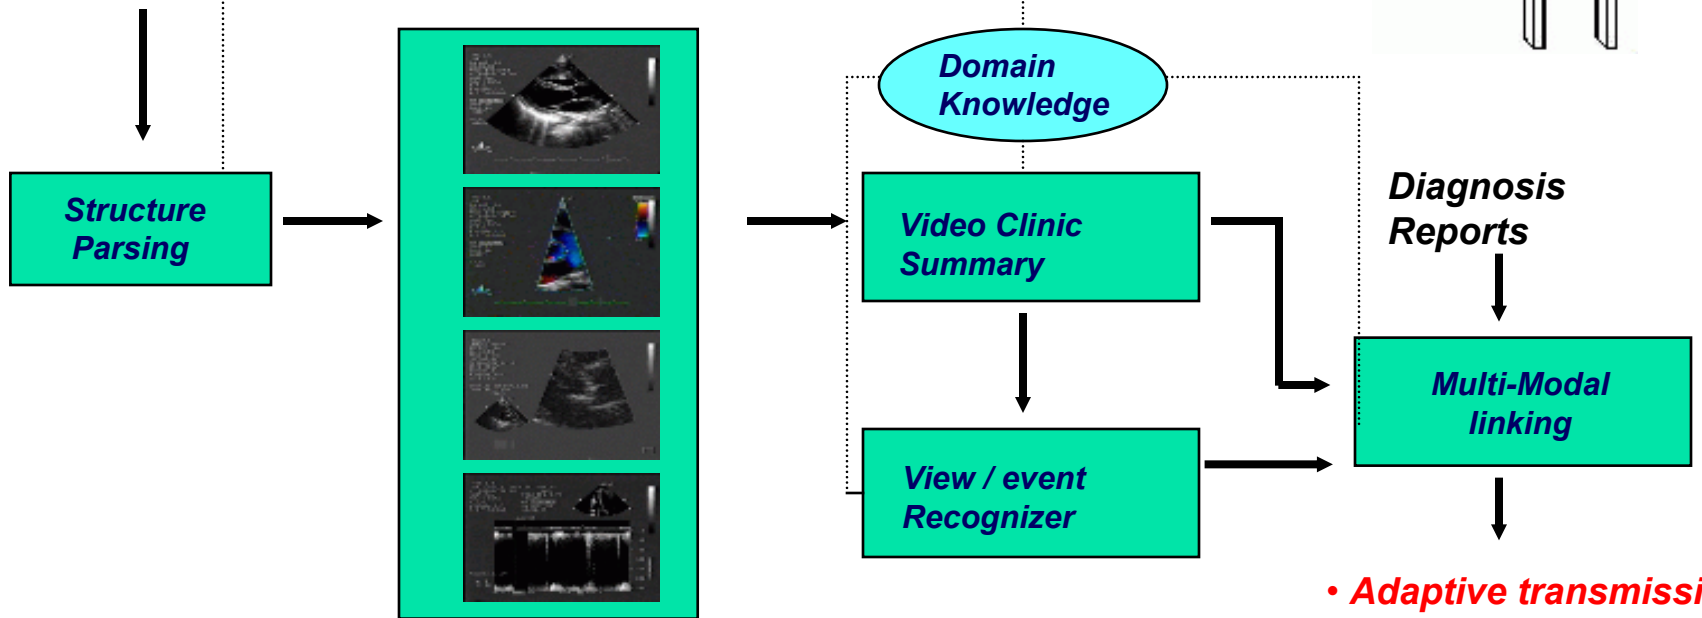 Domain
Knowledge
Structure
Parsing
Video Clinic
Summary
Diagnosis
Reports
Multi-Modal
linking
View / event
Recognizer
• Adaptive transmissi